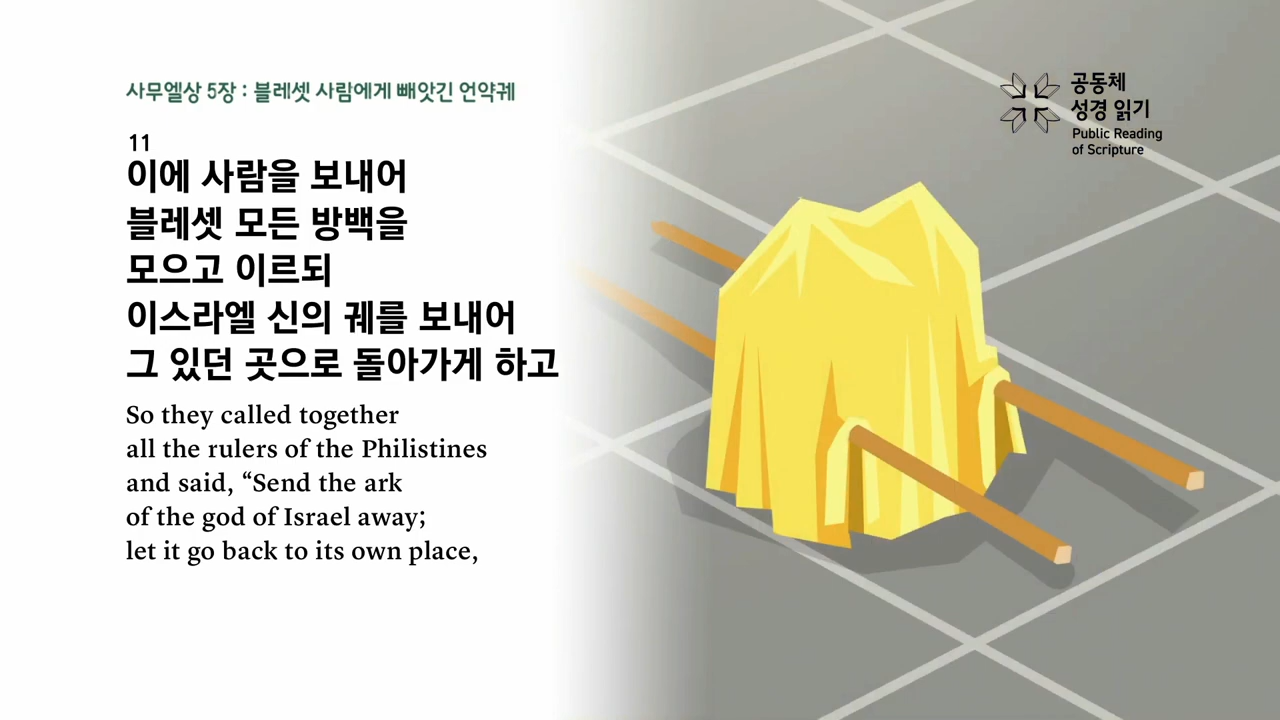 사무엘상 5장 : 블레셋 사람에게 빼앗긴 언약궤
11
이에 사람을 보내어
블레셋 모든 방백을
모으고 이르되
이스라엘 신의 궤를 보내어
그 있던 곳으로 돌아가게 하고
So they called together
all the rulers of the Philistines
and said, “Send the ark
of the god of Israel away;
let it go back to its own place,
공동체
성경 읽기
Public Reading
of Scripture